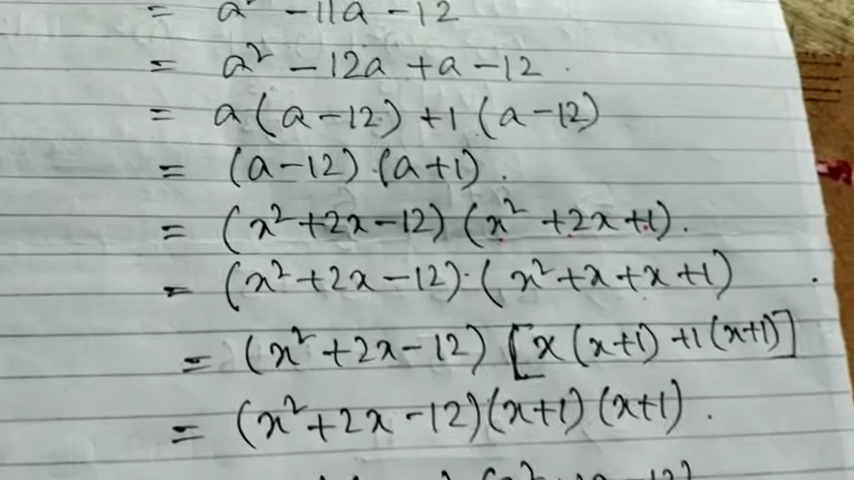 = a² - 11a - 12
= a² - 12a + a - 12 .
= a (a - 12) + 1 (a - 12)
= (a - 12) (a + 1) .
= (x² + 2x - 12) (x² + 2x + 1) .
= (x² + 2x - 12) · (x² + x + x + 1) .
= (x² + 2x - 12) [x (x + 1) + 1 (x + 1)]
= (x² + 2x - 12) (x + 1) (x + 1) .